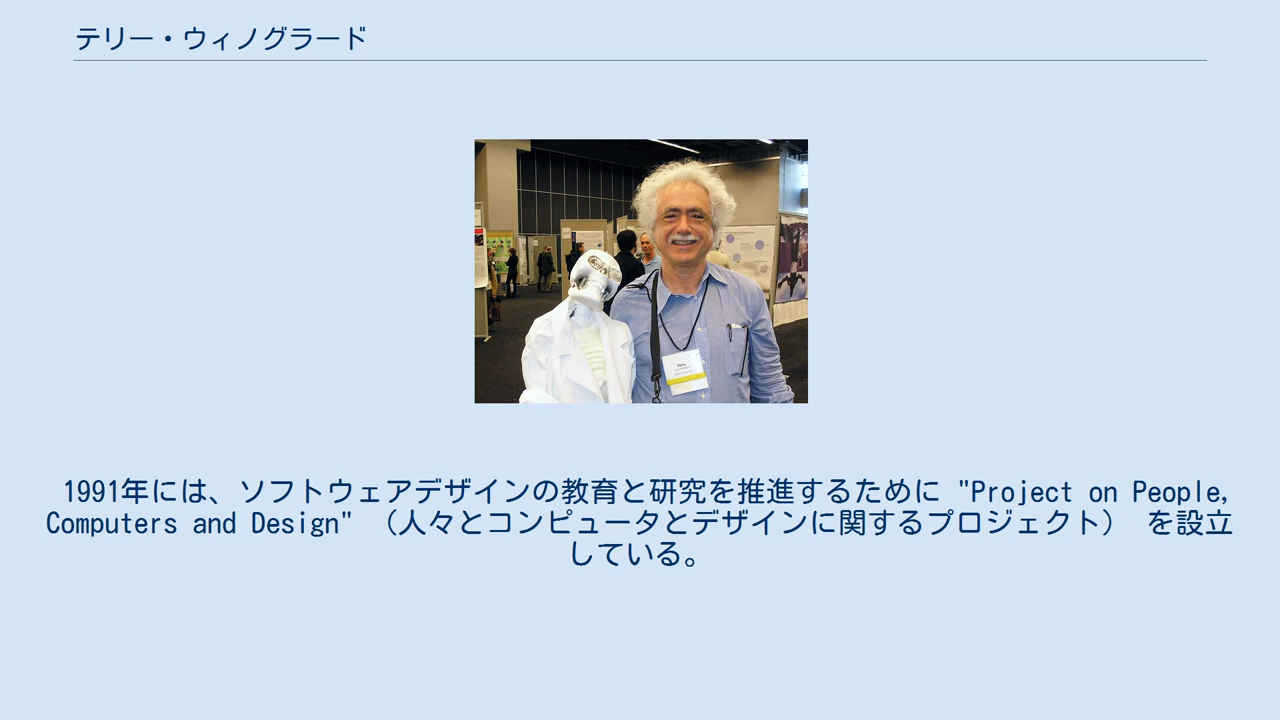 テリー・ウィノグラード
1991年には、ソフトウェアデザインの教育と研究を推進するために "Project on People,
Computers and Design" （人々とコンピュータとデザインに関するプロジェクト） を設立
している。